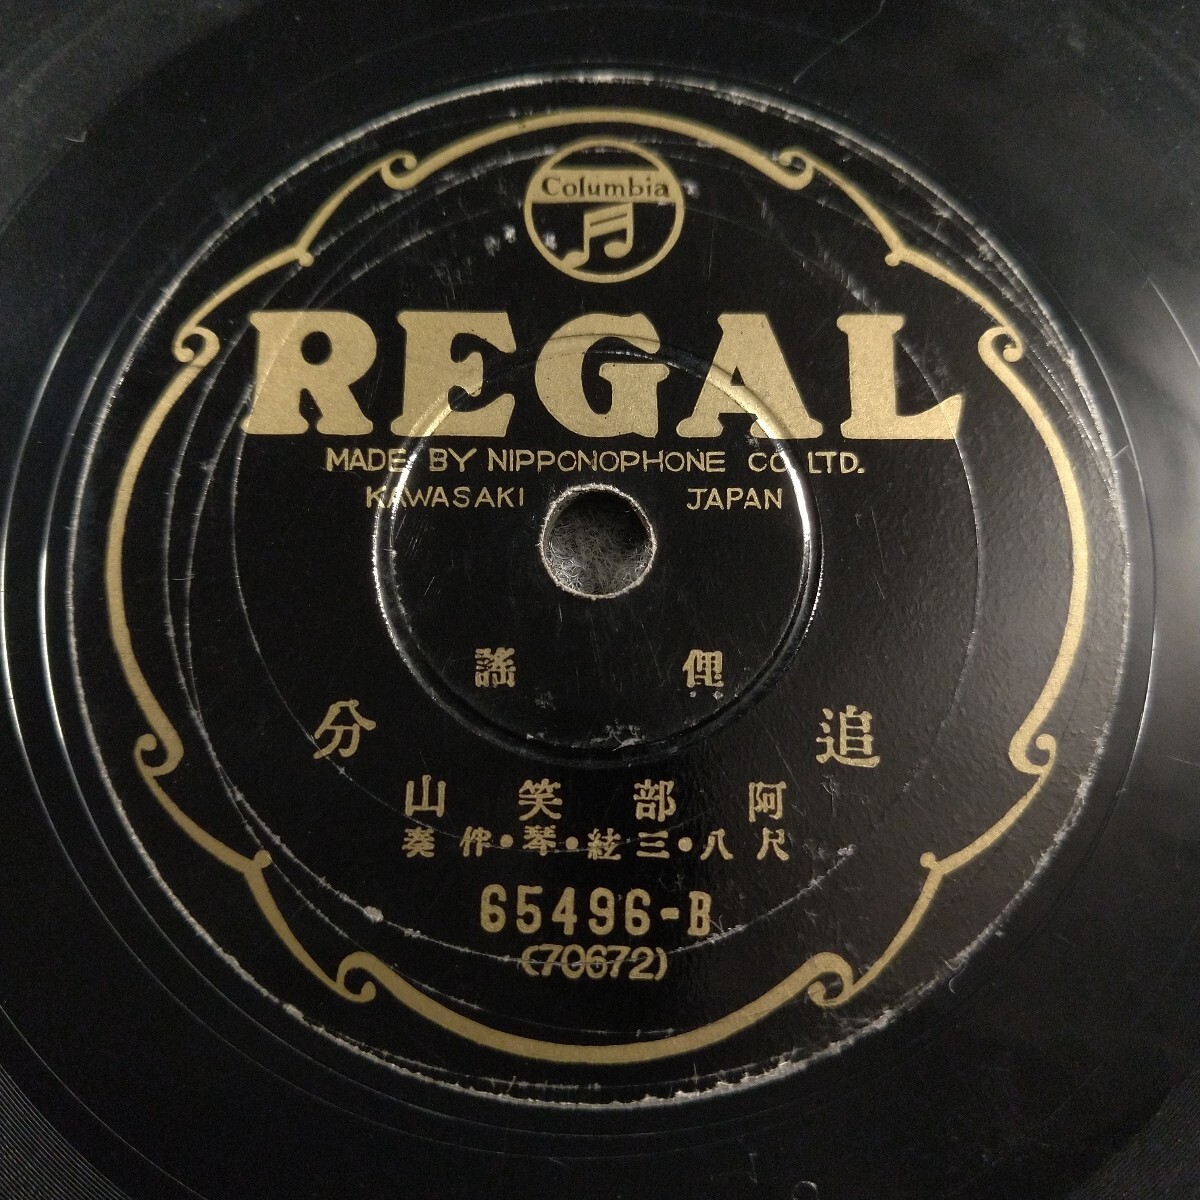 Columbia
REGAL
MADE BY NIPPONOPHONE CO. LTD.
KAWASAKI JAPAN
俚謠
追分
阿部笑山
尺八・三絃・琴・伴奏
65496-B
(70672)